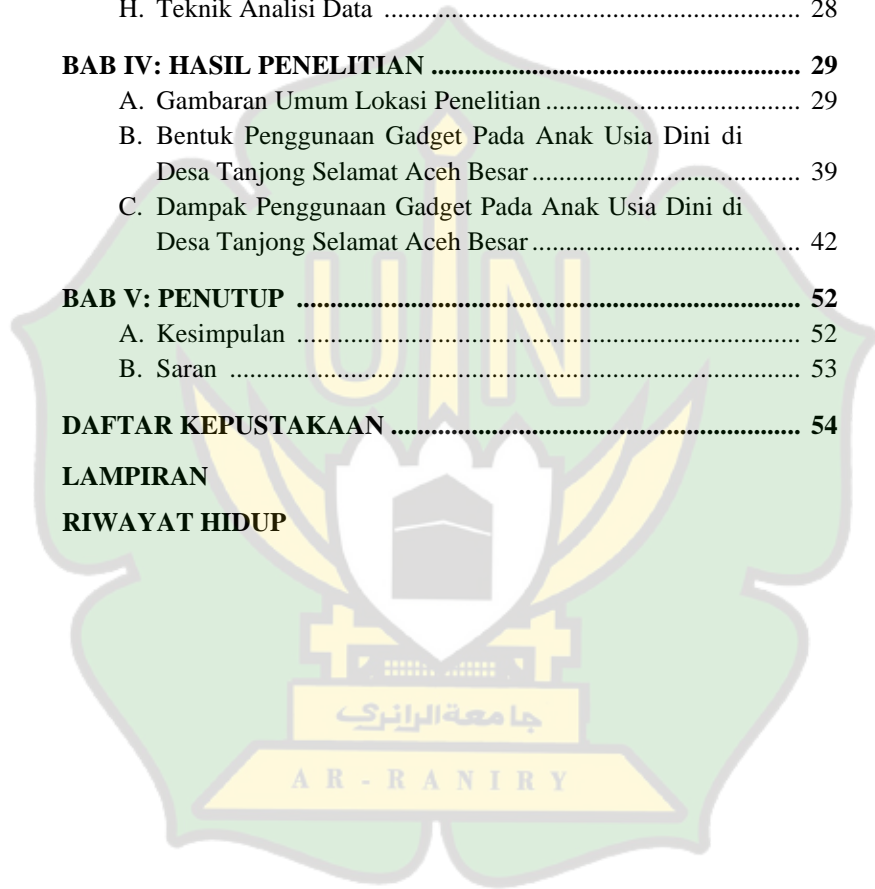 H. Teknik Analisi Data ................................................................ 28
BAB IV: HASIL PENELITIAN ........................................................ 29
A. Gambaran Umum Lokasi Penelitian ....................................... 29
B. Bentuk Penggunaan Gadget Pada Anak Usia Dini di
Desa Tanjong Selamat Aceh Besar ......................................... 39
C. Dampak Penggunaan Gadget Pada Anak Usia Dini di
Desa Tanjong Selamat Aceh Besar ......................................... 42
BAB V: PENUTUP ............................................................................. 52
A. Kesimpulan ............................................................................. 52
B. Saran ....................................................................................... 53
DAFTAR KEPUSTAKAAN ............................................................... 54
LAMPIRAN
RIWAYAT HIDUP
UIN
جامعة الرانري
AR-RANIRY